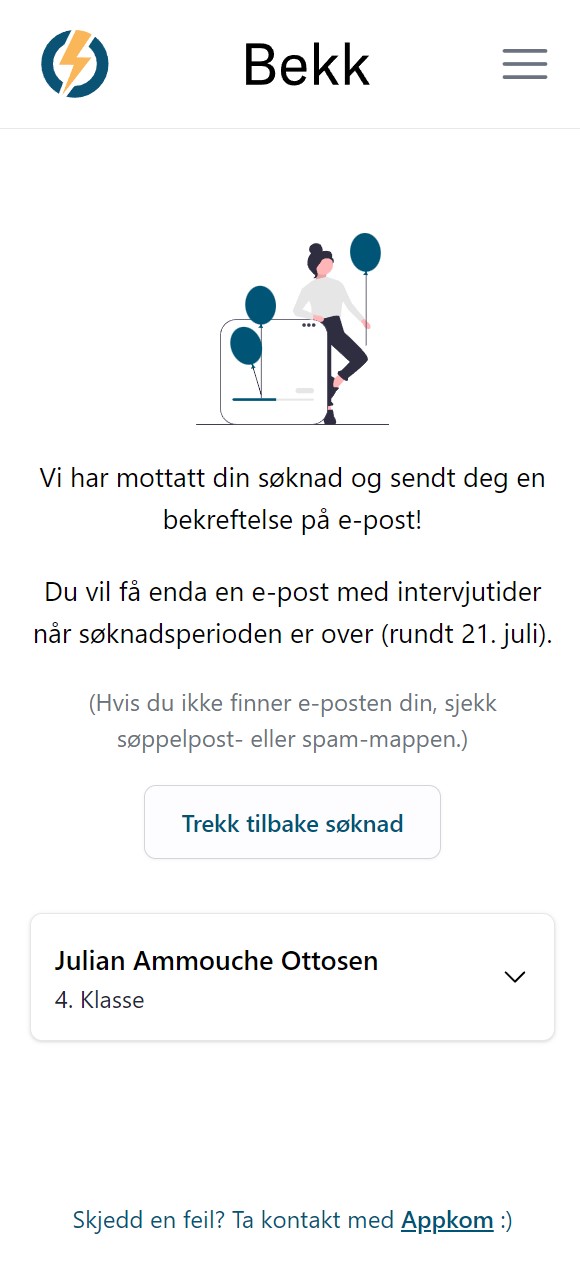 Bekk
Vi har mottatt din søknad og sendt deg en
bekreftelse på e-post!
Du vil få enda en e-post med intervjutider
når søknadsperioden er over (rundt 21. juli).
(Hvis du ikke finner e-posten din, sjekk
søppelpost- eller spam-mappen.)
Trekk tilbake søknad
Julian Ammouche Ottosen
4. Klasse
Skjedd en feil? Ta kontakt med Appkom :)